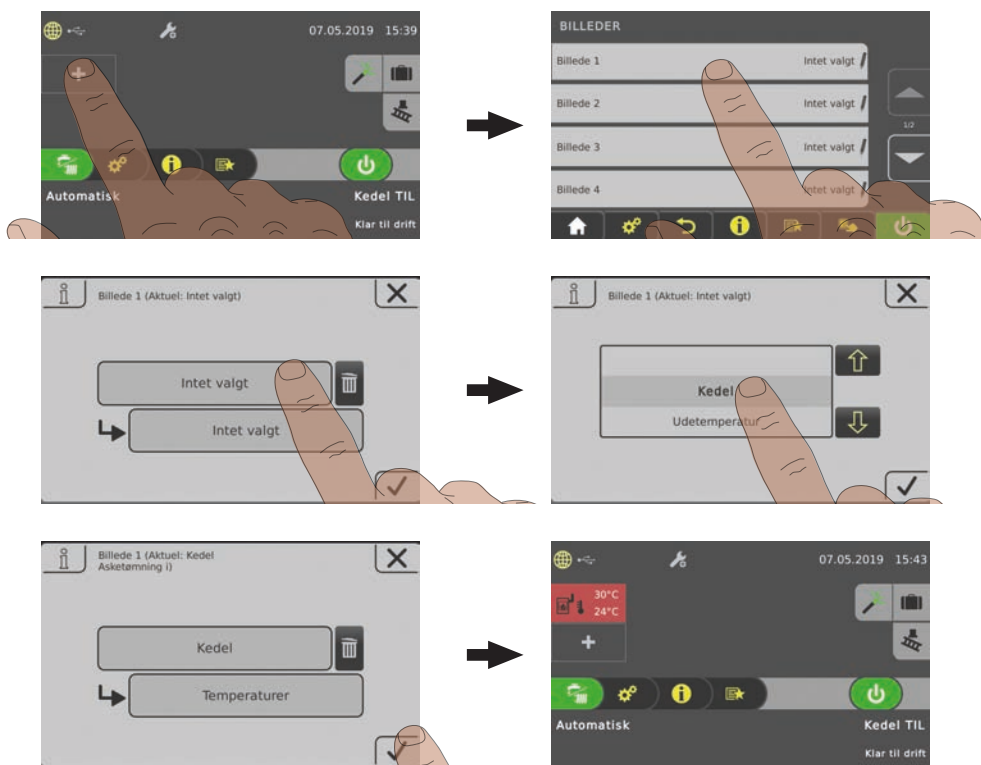 07.05.2019 15:39
Automatisk
Kedel TIL
Klar til drift
BILLEDER
Billede 1 Intet valgt
Billede 2 Intet valgt
1/2
Billede 3 Intet valgt
Billede 4 Intet valgt
Billede 1 (Aktuel: Intet valgt)
Intet valgt
Intet valgt
Billede 1 (Aktuel: Intet valgt)
Kedel
Udetemperatur
Billede 1 (Aktuel: Kedel
Asketømning i)
Kedel
Temperaturer
07.05.2019 15:43
30°C
24°C
Automatisk
Kedel TIL
Klar til drift